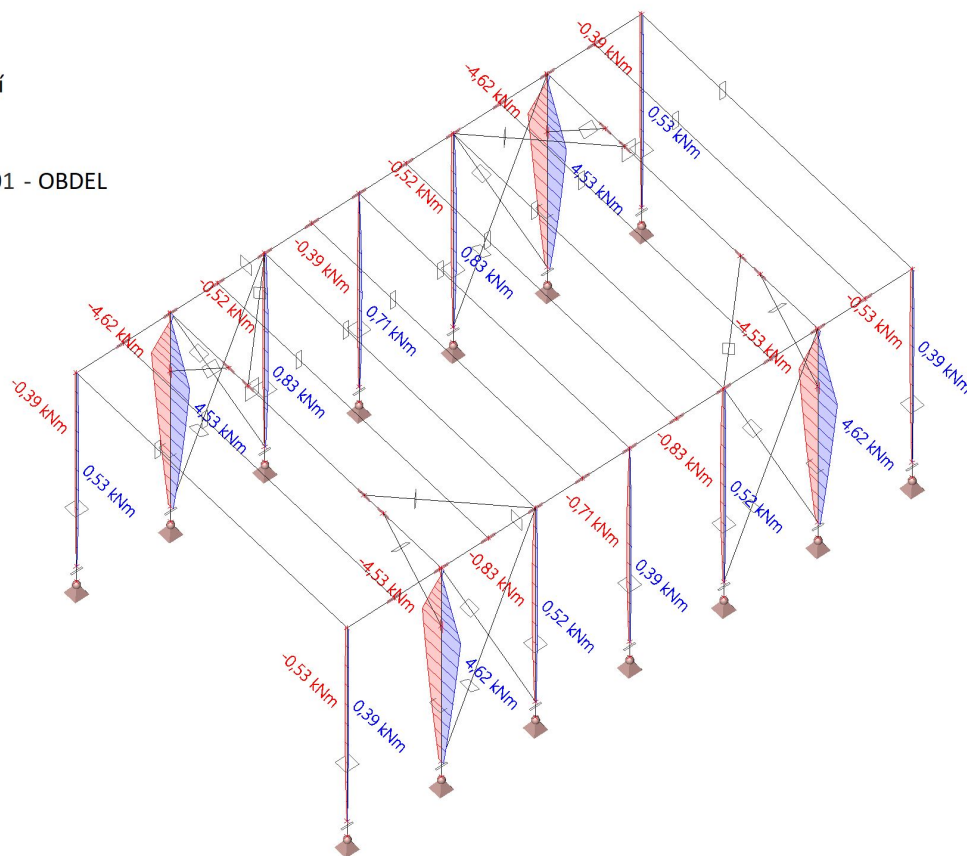 í
01 - OBDEL
-0,39 kNm
0,53 kNm
-4,62 kNm
4,53 kNm
-0,52 kNm
0,83 kNm
-0,39 kNm
0,71 kNm
-0,52 kNm
0,83 kNm
-4,62 kNm
4,53 kNm
-0,39 kNm
0,53 kNm
-0,53 kNm
0,39 kNm
-4,53 kNm
4,62 kNm
-0,83 kNm
0,52 kNm
-0,71 kNm
0,39 kNm
-0,83 kNm
0,52 kNm
-4,53 kNm
4,62 kNm
-0,53 kNm
0,39 kNm